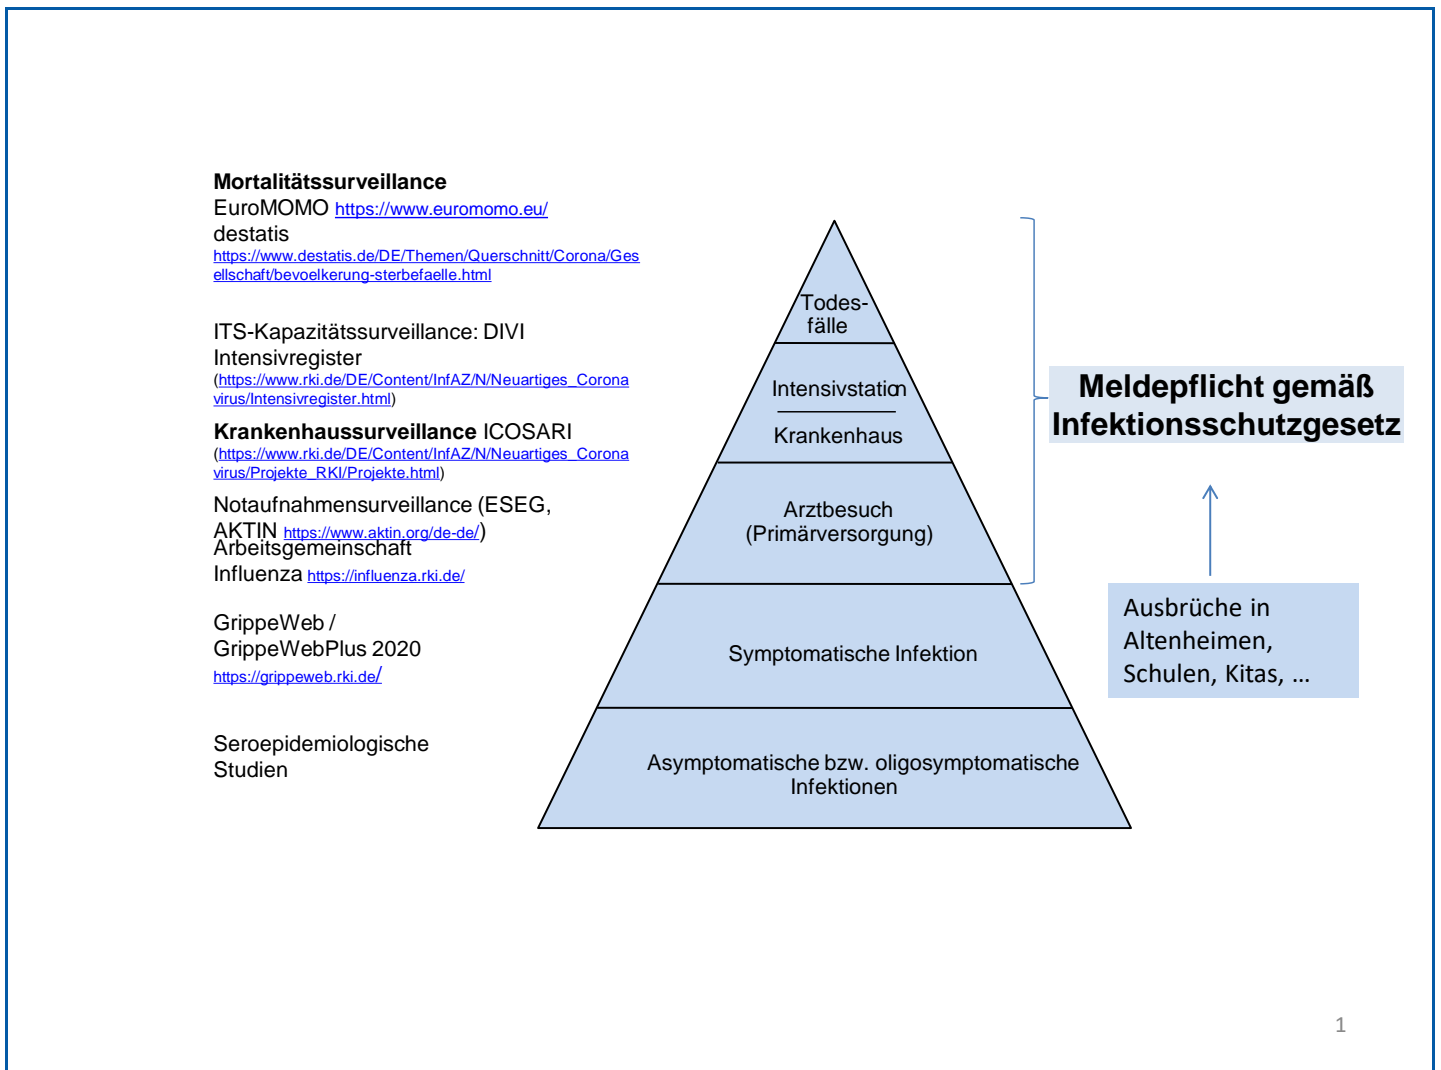 Mortalitätssurveillance
EuroMOMO https://www.euromomo.eu/
destatis
https://www.destatis.de/DE/Themen/Querschnitt/Corona/Ges
ellschaft/bevoelkerung-sterbefaelle.html
ITS-Kapazitätssurveillance: DIVI
Intensivregister
(https://www.rki.de/DE/Content/InfAZ/N/Neuartiges_Corona
virus/Intensivregister.html)
Krankenhaussurveillance ICOSARI
(https://www.rki.de/DE/Content/InfAZ/N/Neuartiges_Corona
virus/Projekte_RKI/Projekte.html)
Notaufnahmensurveillance (ESEG,
AKTIN https://www.aktin.org/de-de/)
Arbeitsgemeinschaft
Influenza https://influenza.rki.de/
GrippeWeb /
GrippeWebPlus 2020
https://grippeweb.rki.de/
Seroepidemiologische
Studien
Todes-
fälle
Intensivstation
Krankenhaus
Arztbesuch
(Primärversorgung)
Symptomatische Infektion
Asymptomatische bzw. oligosymptomatische
Infektionen
Meldepflicht gemäß
Infektionsschutzgesetz
Ausbrüche in
Altenheimen,
Schulen, Kitas, …
1